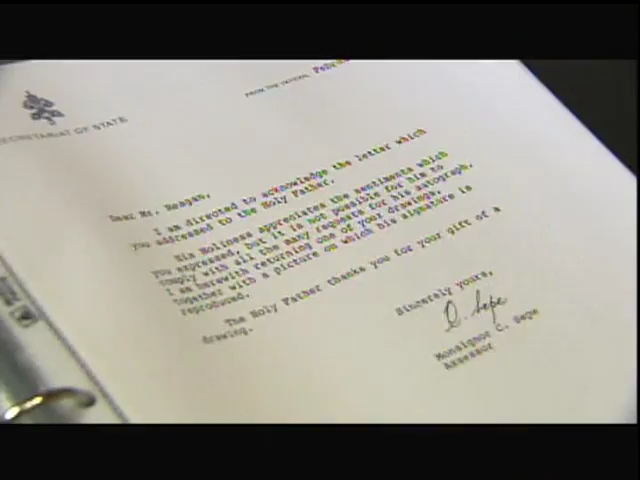 SECRETARIAT OF STATE
FROM THE VATICAN,
Dear Mr. Reagan,
I am directed to acknowledge the letter which
you addressed to the Holy Father.
His Holiness appreciates the sentiments which
you expressed, but it is not possible for him to
comply with all the many requests for his autograph.
I am herewith returning one of your drawings,
together with a picture on which his signature is
reproduced.
The Holy Father thanks you for your gift of a
drawing.
Sincerely yours,
C. Sepe
Monsignor C. Sepe
Assessor